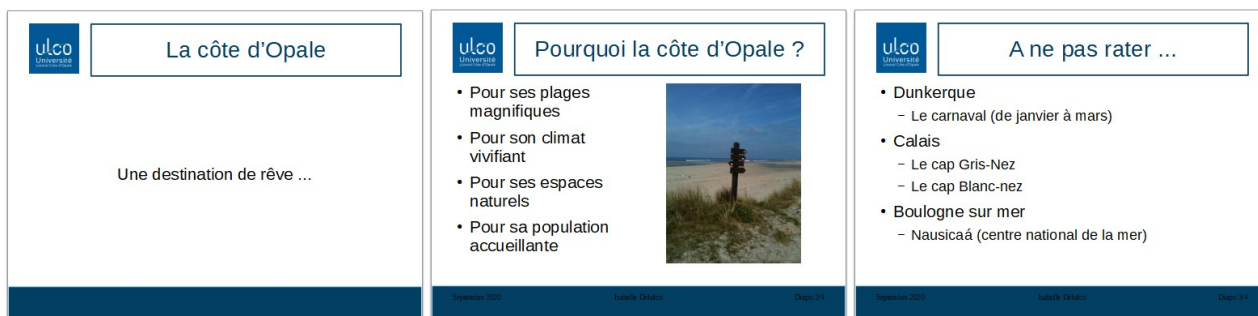 ulco
Université
La côte d'Opale
Une destination de rêve ...
ulco
Université
Pourquoi la côte d'Opale ?
• Pour ses plages
magnifiques
• Pour son climat
vivifiant
• Pour ses espaces
naturels
• Pour sa population
accueillante
Septembre 2020
Isabelle
Diapo 2/4
ulco
Université
A ne pas rater ...
• Dunkerque
– Le carnaval (de janvier à mars)
• Calais
– Le cap Gris-Nez
– Le cap Blanc-nez
• Boulogne sur mer
– Nausicaá (centre national de la mer)
Septembre 2020
Isabelle
Diapo 3/4